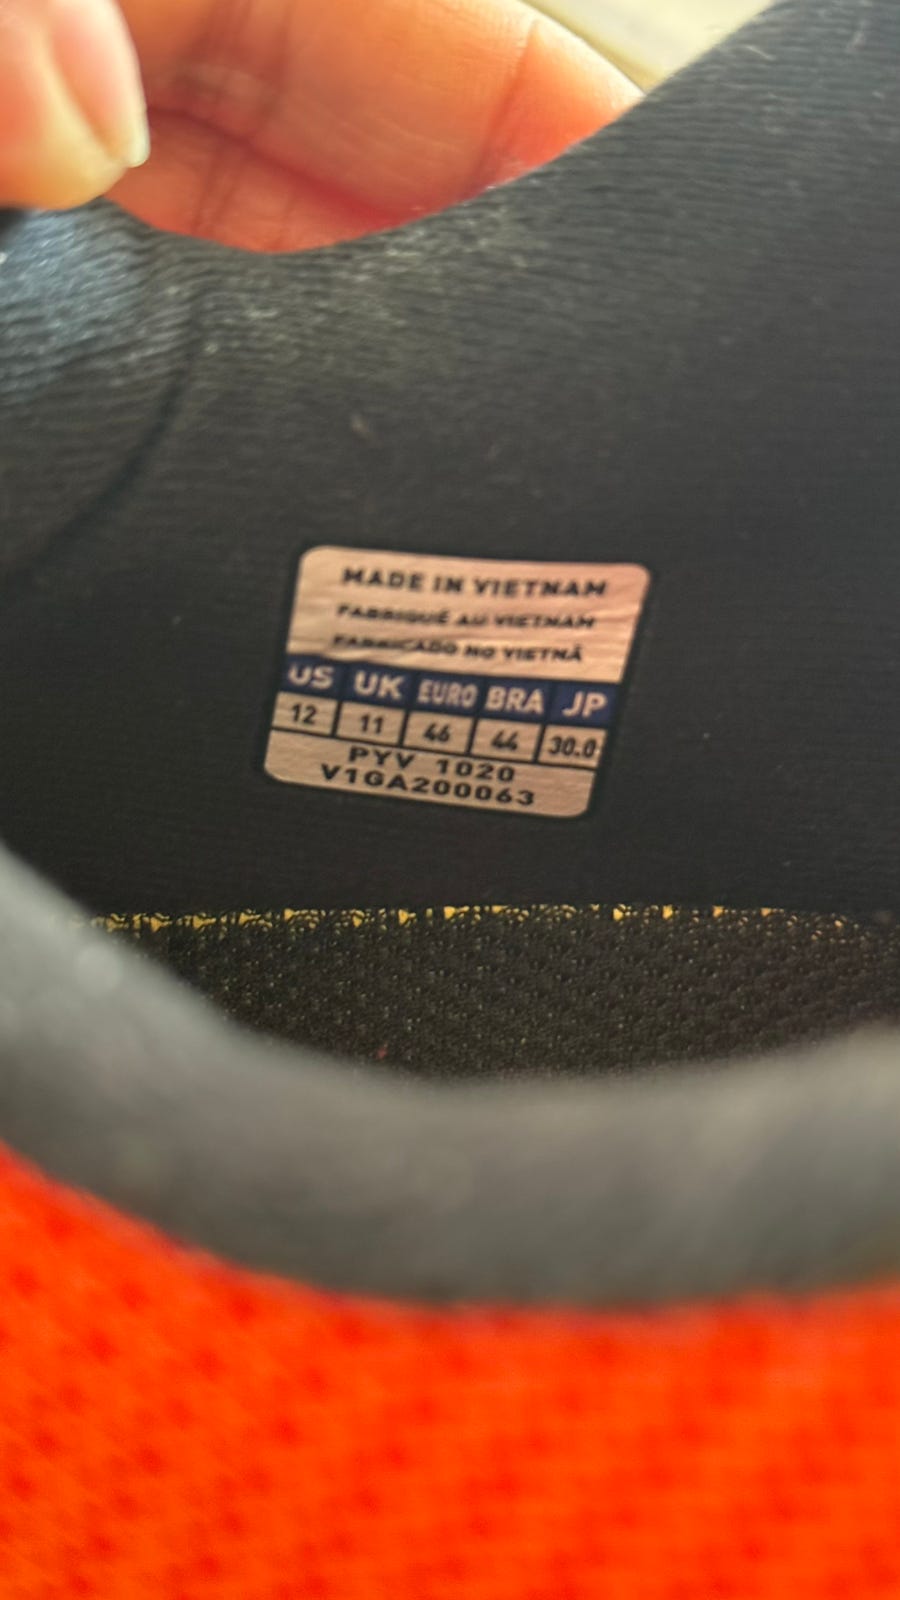 MADE IN VIETNAM
FABRIQUÉ AU VIETNAM
FABRICADO NO VIETNÃ
US UK EURO BRA JP
12 11 46 44 30.0
PYV 1020
V1GA200063